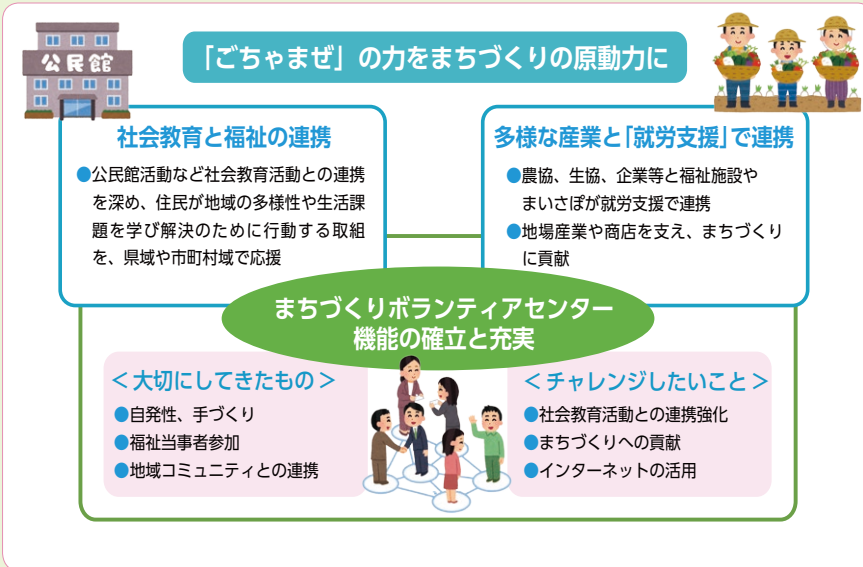 「ごちゃまぜ」の力をまちづくりの原動力に
公民館
社会教育と福祉の連携
●公民館活動など社会教育活動との連携
を深め、住民が地域の多様性や生活課
題を学び解決のために行動する取組
を、県域や市町村域で応援
多様な産業と「就労支援」で連携
●農協、生協、企業等と福祉施設や
まいさぽが就労支援で連携
●地場産業や商店を支え、まちづくり
に貢献
まちづくりボランティアセンター
機能の確立と充実
＜大切にしてきたもの＞
●自発性、手づくり
●福祉当事者参加
●地域コミュニティとの連携
＜チャレンジしたいこと＞
●社会教育活動との連携強化
●まちづくりへの貢献
●インターネットの活用